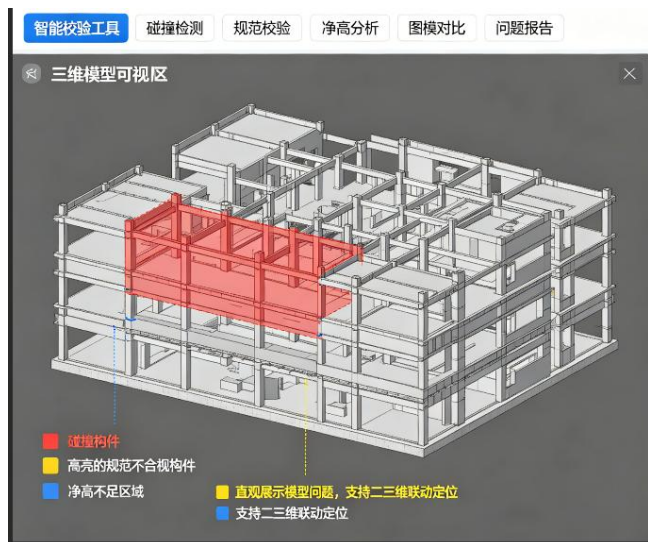 智能校验工具 碰撞检测 规范校验 净高分析 图模对比 问题报告
三维模型可视区
碰撞构件
高亮的规范不合视构件
净高不足区域
直观展示模型问题，支持二三维联动定位
支持二三维联动定位